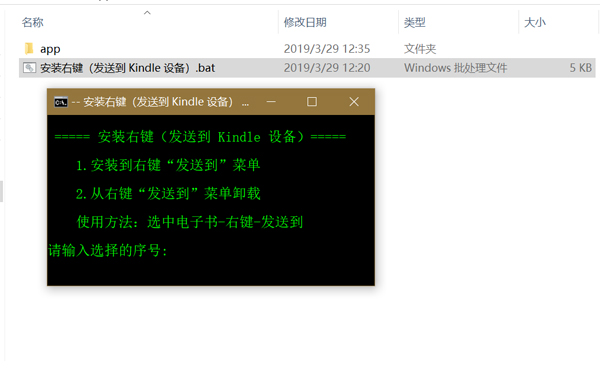 名称 修改日期 类型 大小
app 2019/3/29 12:35 文件夹
安装右键（发送到 Kindle 设备）.bat 2019/3/29 12:20 Windows 批处理文件 5 KB
C:\. -- 安装右键（发送到 Kindle 设备） ...
===== 安装右键（发送到 Kindle 设备）=====
1.安装到右键“发送到”菜单
2.从右键“发送到”菜单卸载
使用方法：选中电子书-右键-发送到
请输入选择的序号: